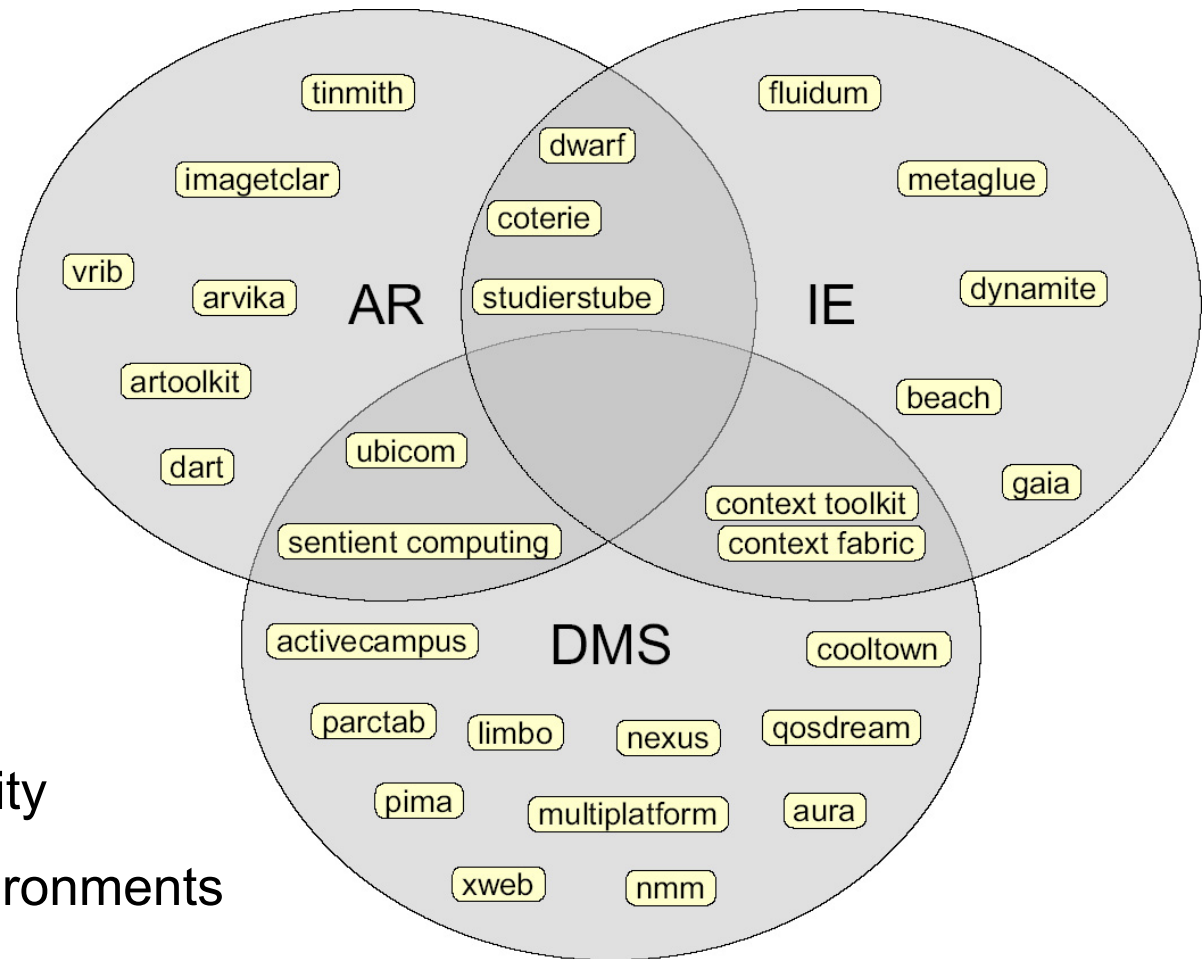 tinmith
fluidum
dwarf
imagetclar
metaglue
coterie
vrib
arvika
AR
studierstube
IE
dynamite
artoolkit
beach
ubicom
dart
gaia
context toolkit
sentient computing
context fabric
activecampus
DMS
cooltown
parctab
limbo
nexus
qosdream
ity
pima
multiplatform
aura
xweb
nmm
ronments